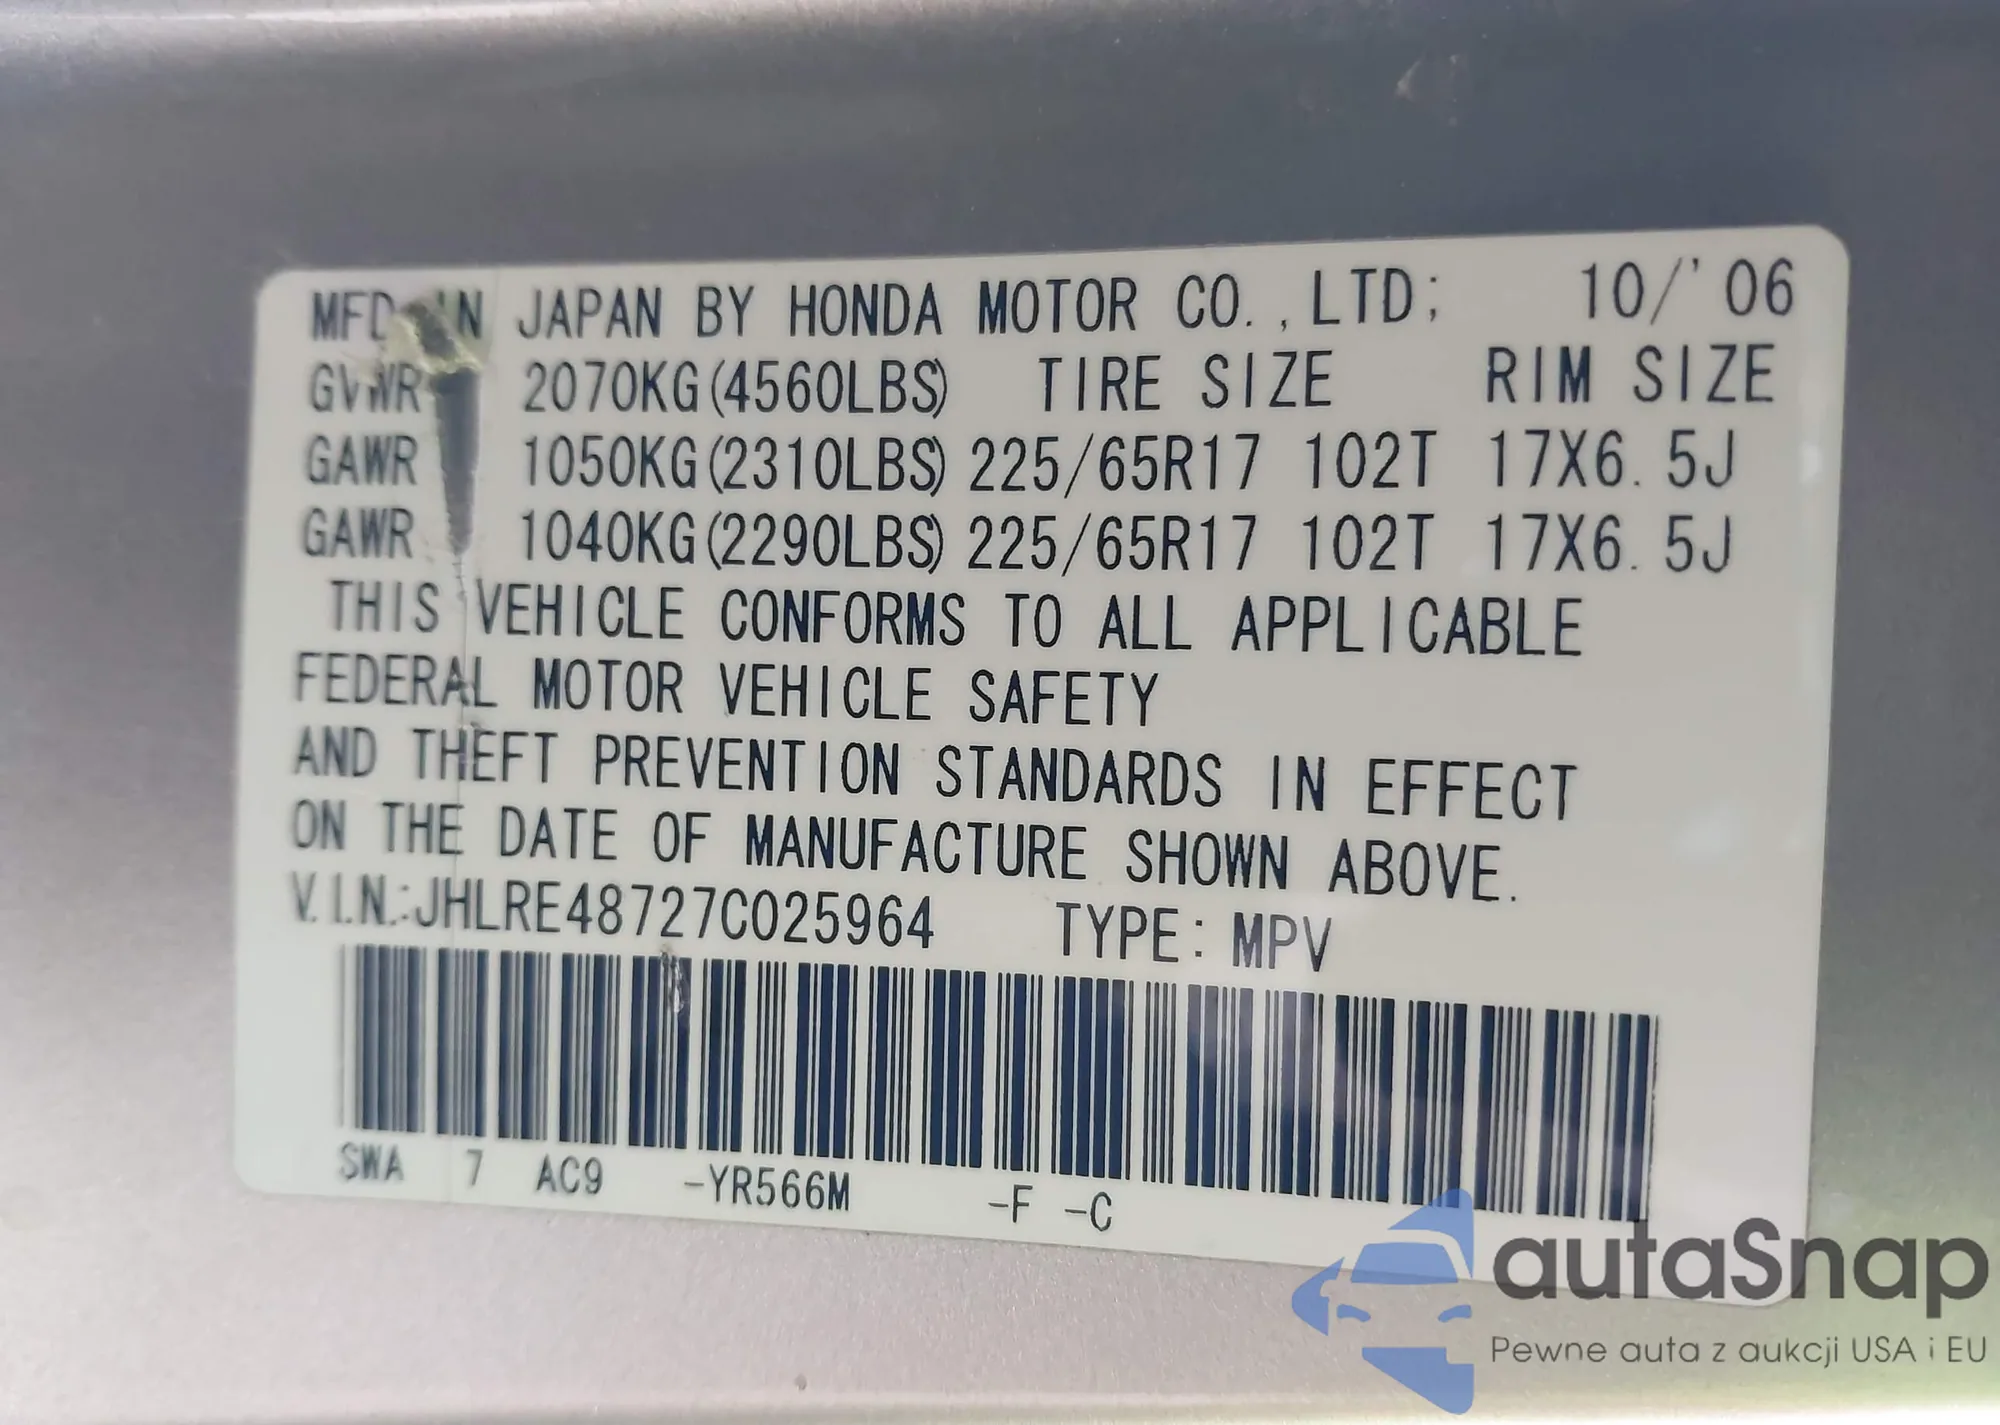 MFD IN JAPAN BY HONDA MOTOR CO.,LTD; 10/'06
GVWR 2070KG(4560LBS) TIRE SIZE RIM SIZE
GAWR 1050KG(2310LBS) 225/65R17 102T 17X6.5J
GAWR 1040KG(2290LBS) 225/65R17 102T 17X6.5J
THIS VEHICLE CONFORMS TO ALL APPLICABLE
FEDERAL MOTOR VEHICLE SAFETY
AND THEFT PREVENTION STANDARDS IN EFFECT
ON THE DATE OF MANUFACTURE SHOWN ABOVE.
V.I.N.:JHLRE48727C025964 TYPE: MPV
SWA 7 AC9 -YR566M -F -C
autaSnap
Pewne auta z aukcji USA i EU